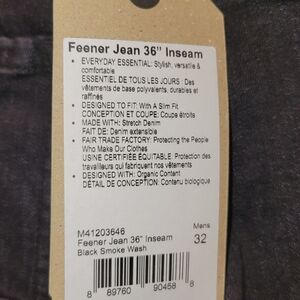 Feener Jean 36" Inseam
• EVERYDAY ESSENTIAL: Stylish, versatile &
comfortable
ESSENTIEL DE TOUS LES JOURS : Des
vêtements de base polyvalents, durables et
raffinés
• DESIGNED TO FIT: With A Slim Fit
CONCEPTION ET COUPE: Coupe étroits
• MADE WITH: Stretch Denim
FAIT DE: Denim extensible
• FAIR TRADE FACTORY: Protecting the People
Who Make Our Clothes
USINE CERTIFIÉE ÉQUITABLE: Protection des
travailleurs qui fabriquent nos vêtements
• DESIGNED WITH: Organic Content
DÉTAIL DE CONCEPTION: Contenu biologique
M41203646
Mens
Feener Jean 36" Inseam
32
Black Smoke Wash
8 89760 90458 8